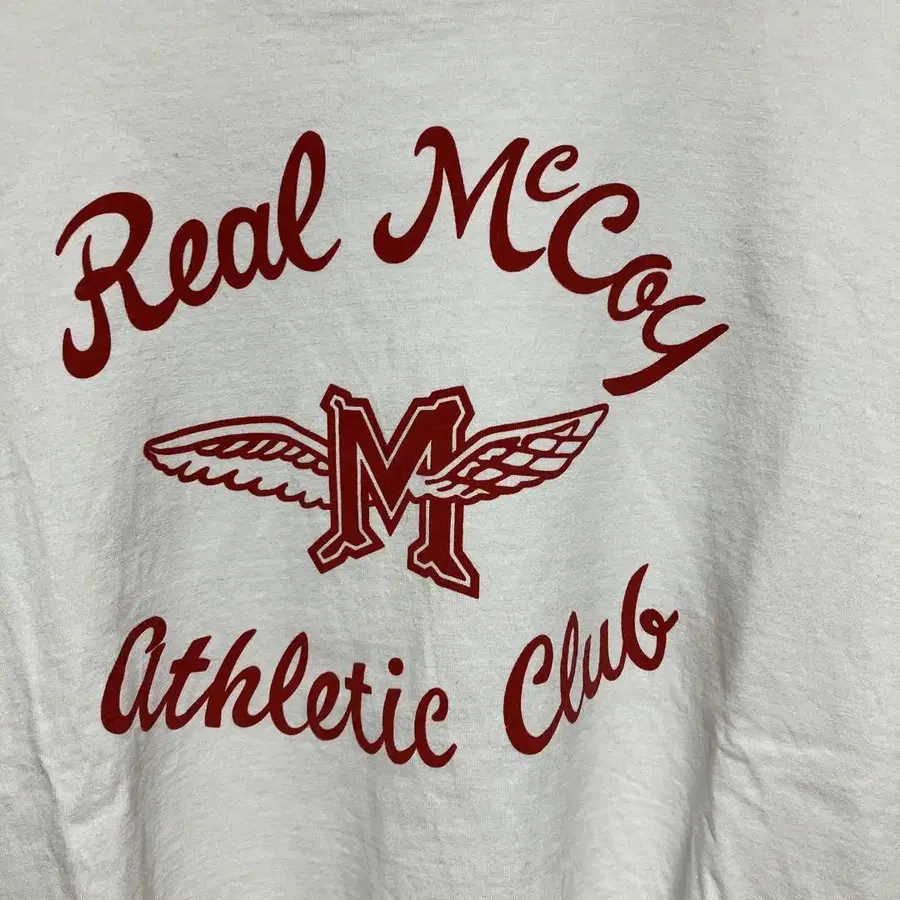 Real McCoy
M
Athletic Club